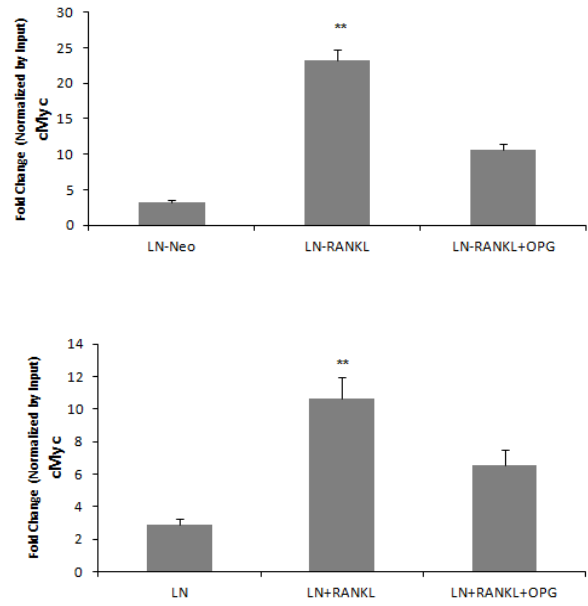 Fold Change (Normalized by Input)
cMyc
30
25
20
15
10
5
0
**
LN-Neo LN-RANKL LN-RANKL+OPG
Fold Change (Normalized by Input)
cMyc
14
12
10
8
6
4
2
0
**
LN LN+RANKL LN+RANKL+OPG